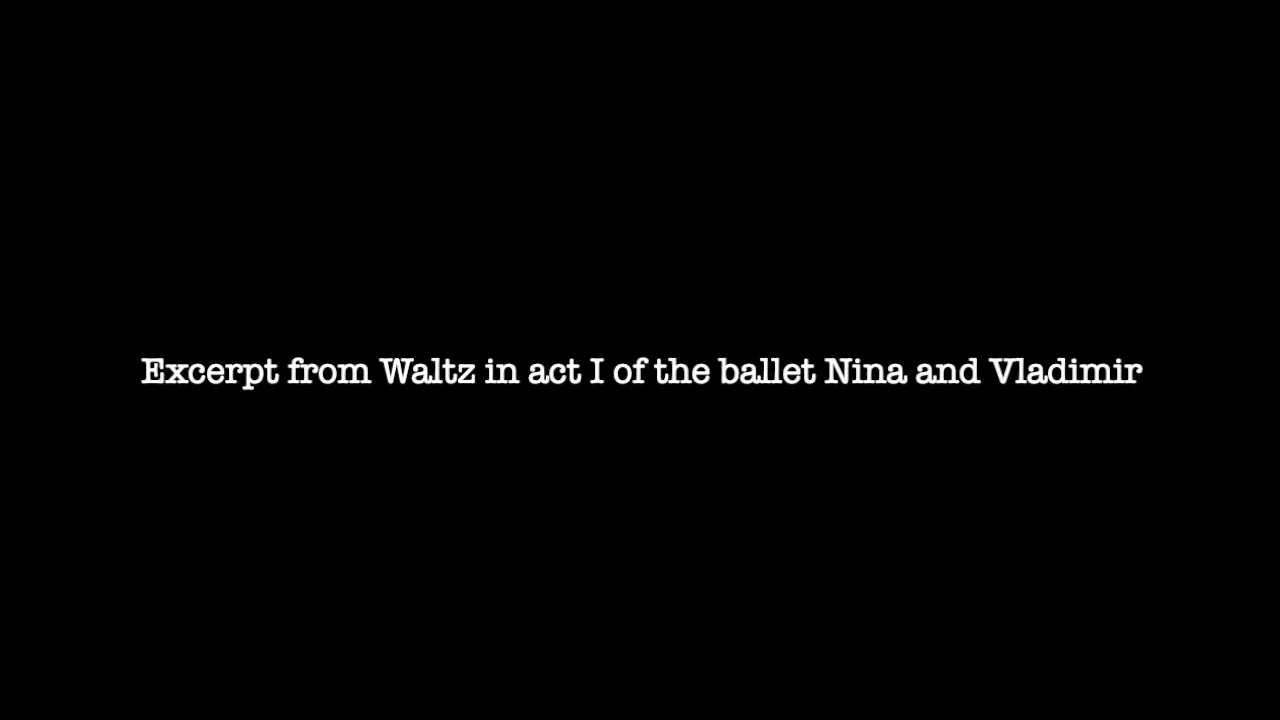 Excerpt from Waltz in act I of the ballet Nina and Vladimir